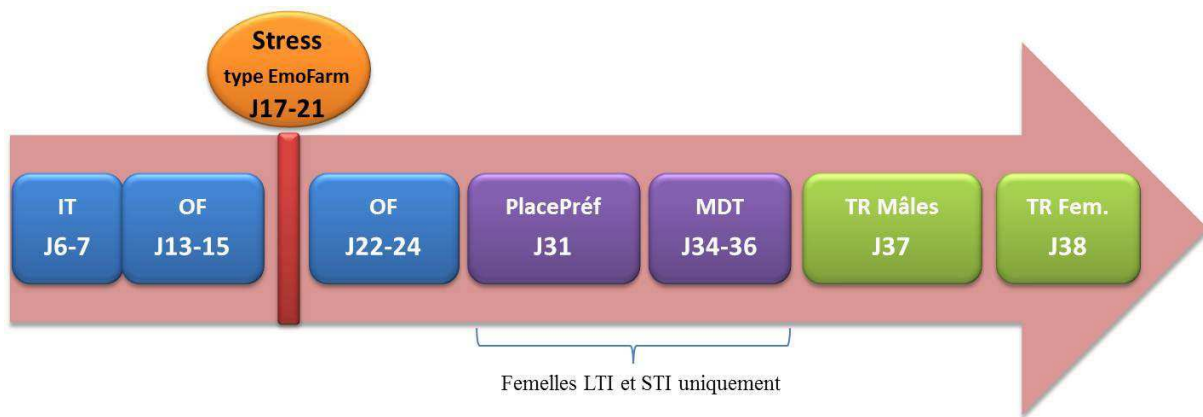 Stress
type EmoFarm
J17-21
IT
J6-7
OF
J13-15
OF
J22-24
PlacePréf
J31
MDT
J34-36
TR Mâles
J37
TR Fem.
J38
Femelles LTI et STI uniquement